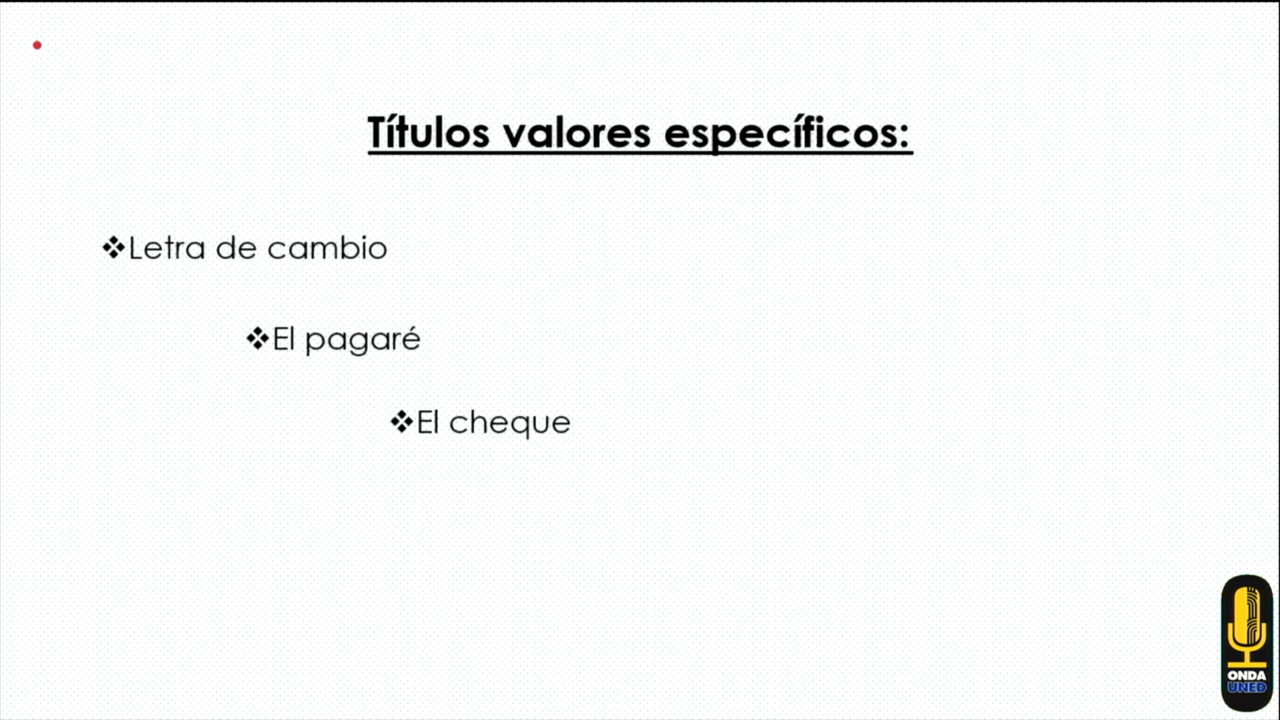 Títulos valores específicos:
❖Letra de cambio
❖El pagaré
❖El cheque
ONDA
UNED